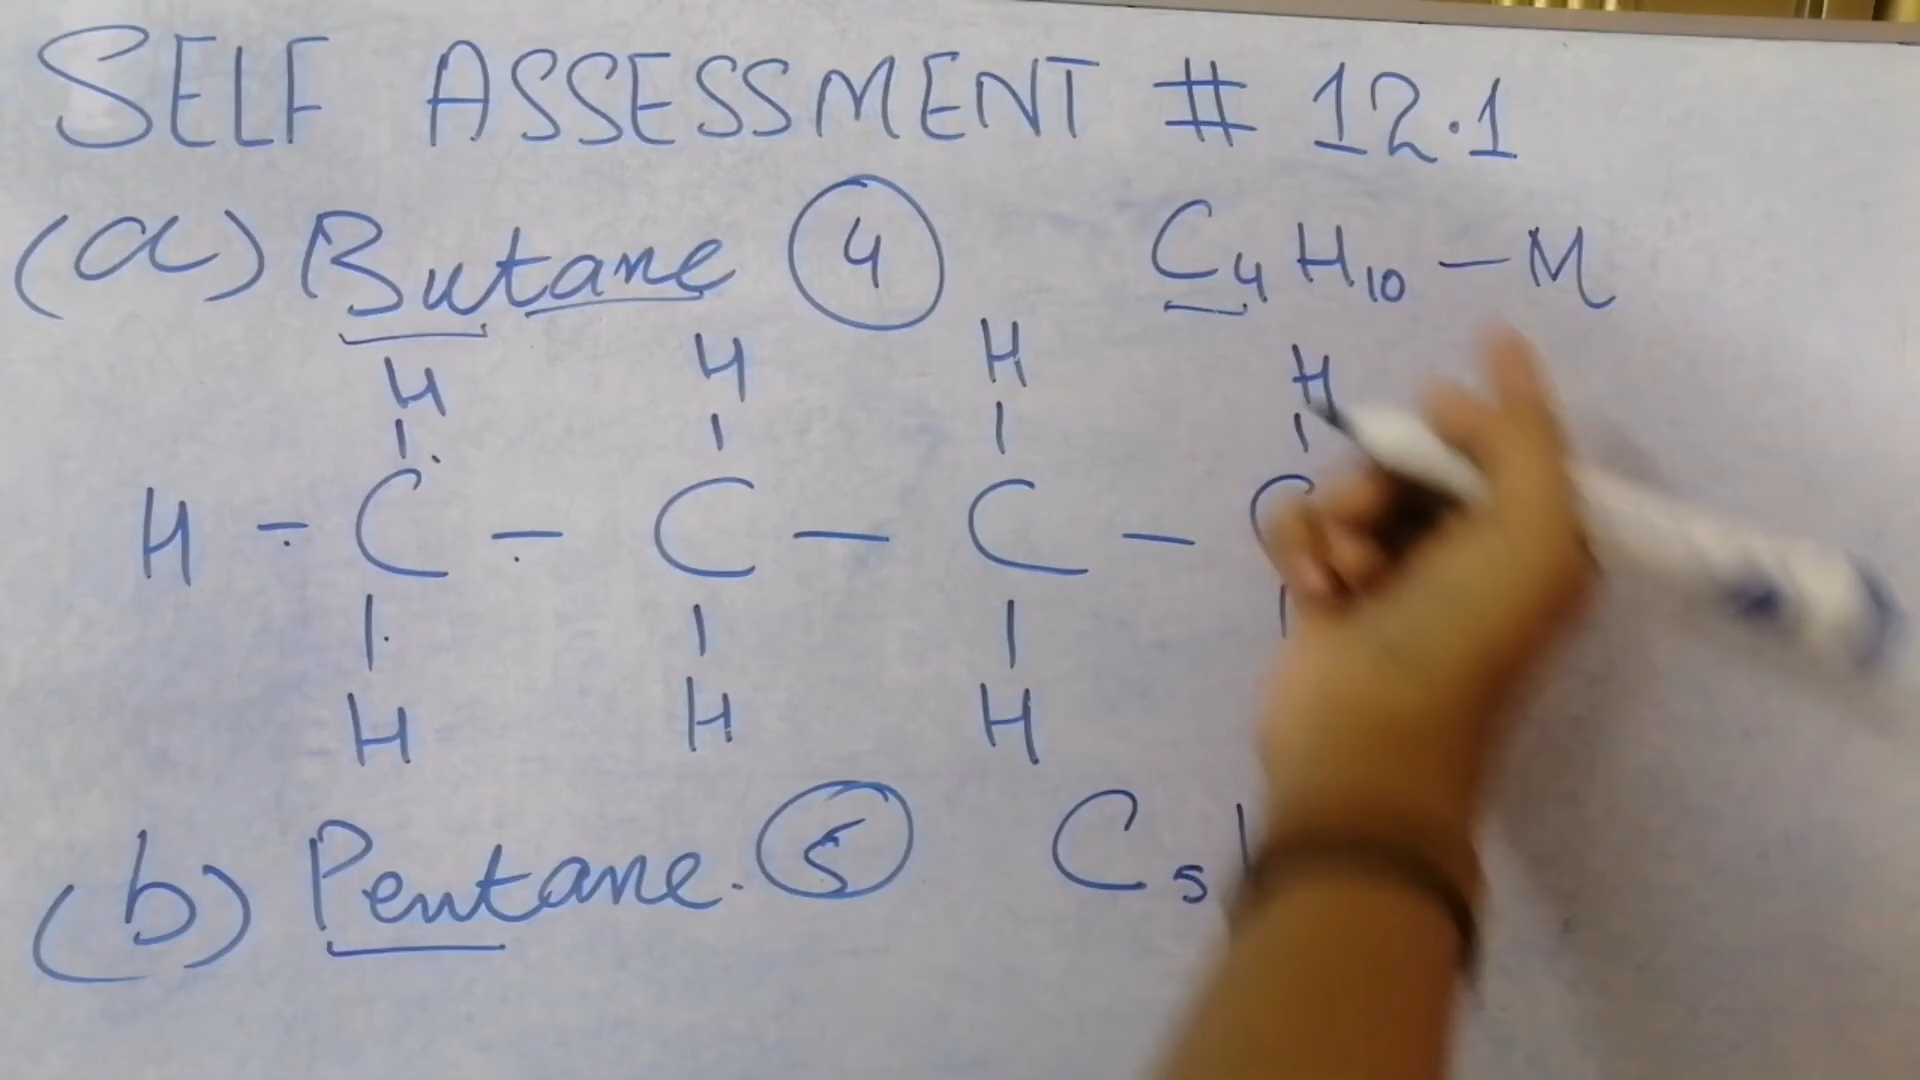 SELF ASSESSMENT # 12.1
(a) Butane 4 C4H10 - M
H H H H
H - C - C - C - C
H H H
(b) Pentane. 5 C5